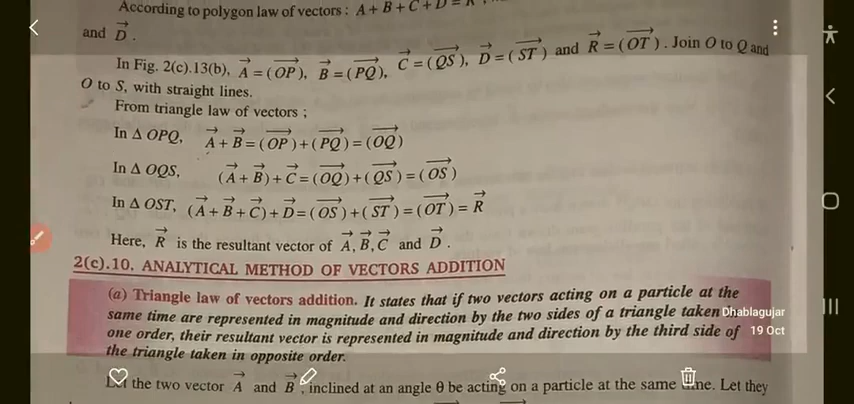 According to polygon law of vectors : A + B + C + D = R
and D⃗ .
In Fig. 2(c).13(b), A⃗ = (OP⃗), B⃗ = (PQ⃗), C⃗ = (QS⃗), D⃗ = (ST⃗) and R⃗ = (OT⃗). Join O to Q and
O to S, with straight lines.
From triangle law of vectors ;
In Δ OPQ, A⃗ + B⃗ = (OP⃗) + (PQ⃗) = (OQ⃗)
In Δ OQS, (A⃗ + B⃗) + C⃗ = (OQ⃗) + (QS⃗) = (OS⃗)
In Δ OST, (A⃗ + B⃗ + C⃗) + D⃗ = (OS⃗) + (ST⃗) = (OT⃗) = R⃗
Here, R⃗ is the resultant vector of A⃗, B⃗, C⃗ and D⃗ .
2(c).10. ANALYTICAL METHOD OF VECTORS ADDITION
(a) Triangle law of vectors addition. It states that if two vectors acting on a particle at the
same time are represented in magnitude and direction by the two sides of a triangle taken
one order, their resultant vector is represented in magnitude and direction by the third side of
the triangle taken in opposite order.
Dhablagujar
19 Oct
Let the two vector A⃗ and B⃗, inclined at an angle θ be acting on a particle at the same time. Let they